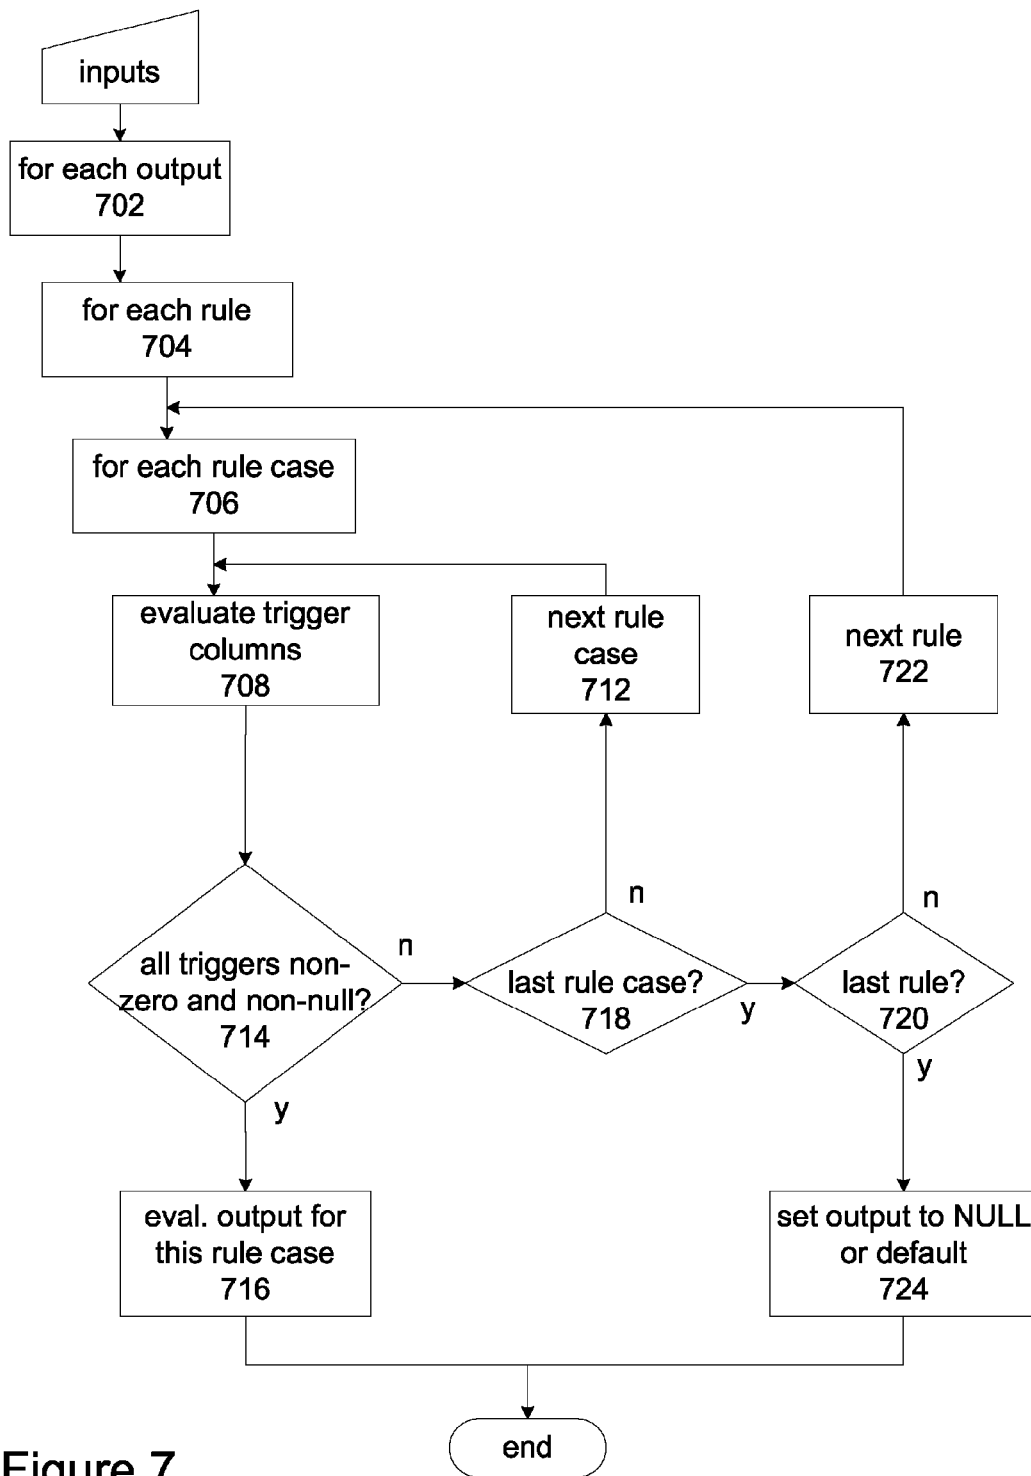 inputs
for each output
702
for each rule
704
for each rule case
706
evaluate trigger
columns
708
next rule
case
712
next rule
722
all triggers non-
zero and non-null?
714
n
y
last rule case?
718
n
y
last rule?
720
n
y
eval. output for
this rule case
716
set output to NULL
or default
724
end
Figure 7